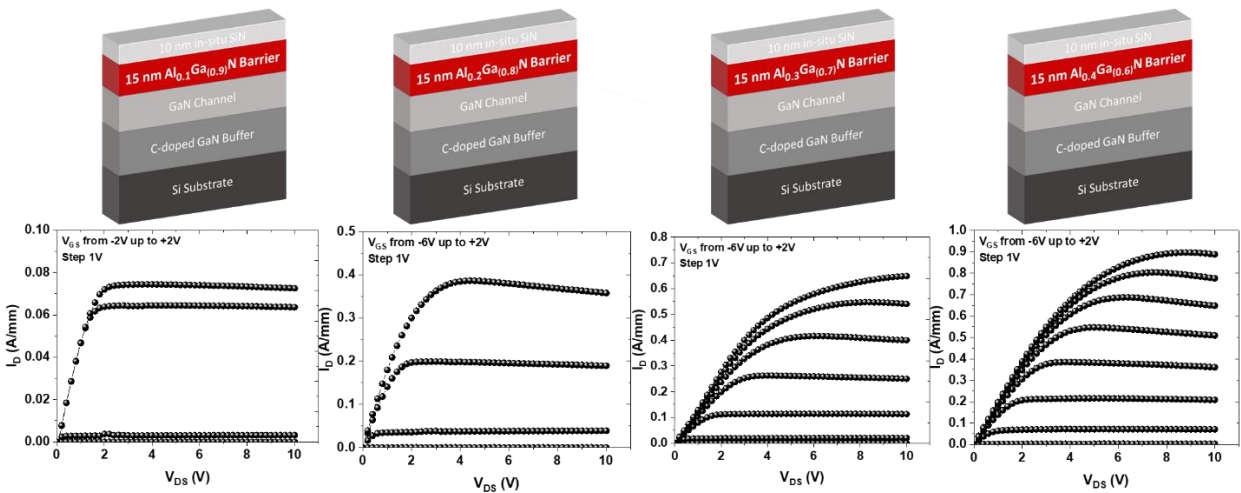 10 nm in-situ SiN
15 nm Al0.1Ga(0.9)N Barrier
GaN Channel
C-doped GaN Buffer
Si Substrate
10 nm in-situ SiN
15 nm Al0.2Ga(0.8)N Barrier
GaN Channel
C-doped GaN Buffer
Si Substrate
10 nm in-situ SiN
15 nm Al0.3Ga(0.7)N Barrier
GaN Channel
C-doped GaN Buffer
Si Substrate
10 nm in-situ SiN
15 nm Al0.4Ga(0.6)N Barrier
GaN Channel
C-doped GaN Buffer
Si Substrate
VGS from -2V up to +2V
Step 1V
0.10
0.08
0.06
0.04
0.02
0.00
ID (A/mm)
0 2 4 6 8 10
VDS (V)
VGS from -6V up to +2V
Step 1V
0.5
0.4
0.3
0.2
0.1
0.0
ID (A/mm)
0 2 4 6 8 10
VDS (V)
VGS from -6V up to +2V
Step 1V
0.8
0.7
0.6
0.5
0.4
0.3
0.2
0.1
0.0
ID (A/mm)
0 2 4 6 8 10
VDS (V)
VGS from -6V up to +2V
Step 1V
1.0
0.9
0.8
0.7
0.6
0.5
0.4
0.3
0.2
0.1
0.0
ID (A/mm)
0 2 4 6 8 10
VDS (V)